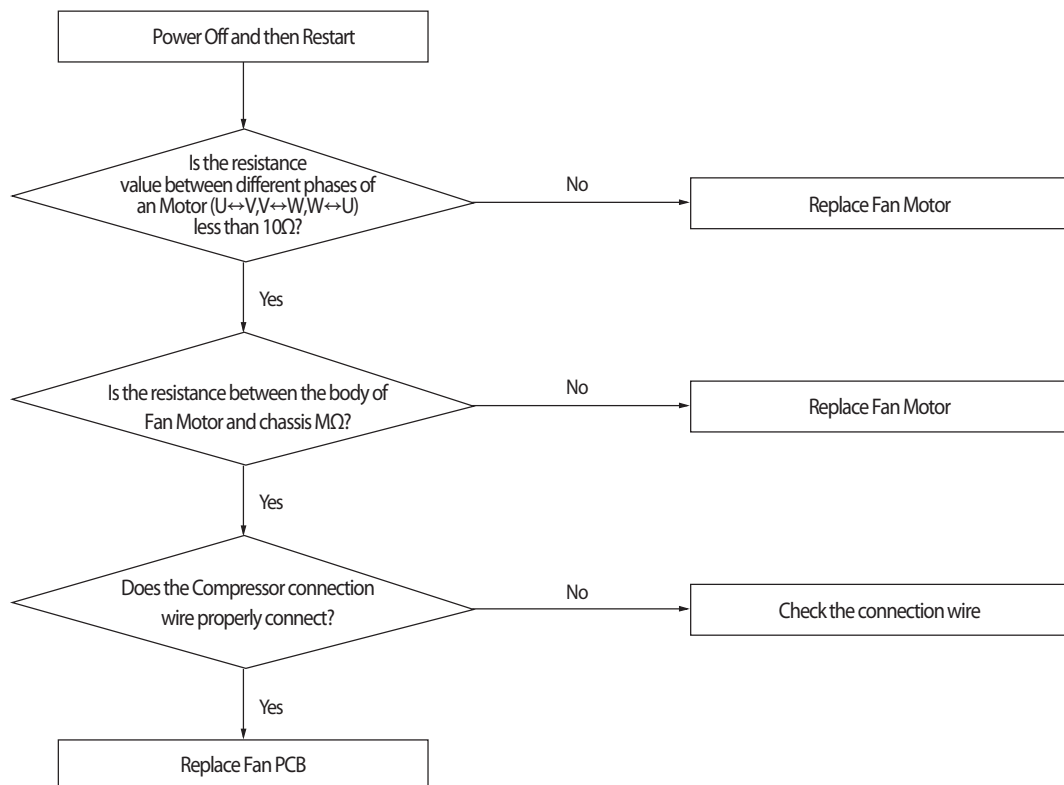 Power Off and then Restart
Is the resistance
value between different phases of
an Motor (U↔V,V↔W,W↔U)
less than 10Ω?
No
Replace Fan Motor
Yes
Is the resistance between the body of
Fan Motor and chassis MΩ?
No
Replace Fan Motor
Yes
Does the Compressor connection
wire properly connect?
No
Check the connection wire
Yes
Replace Fan PCB